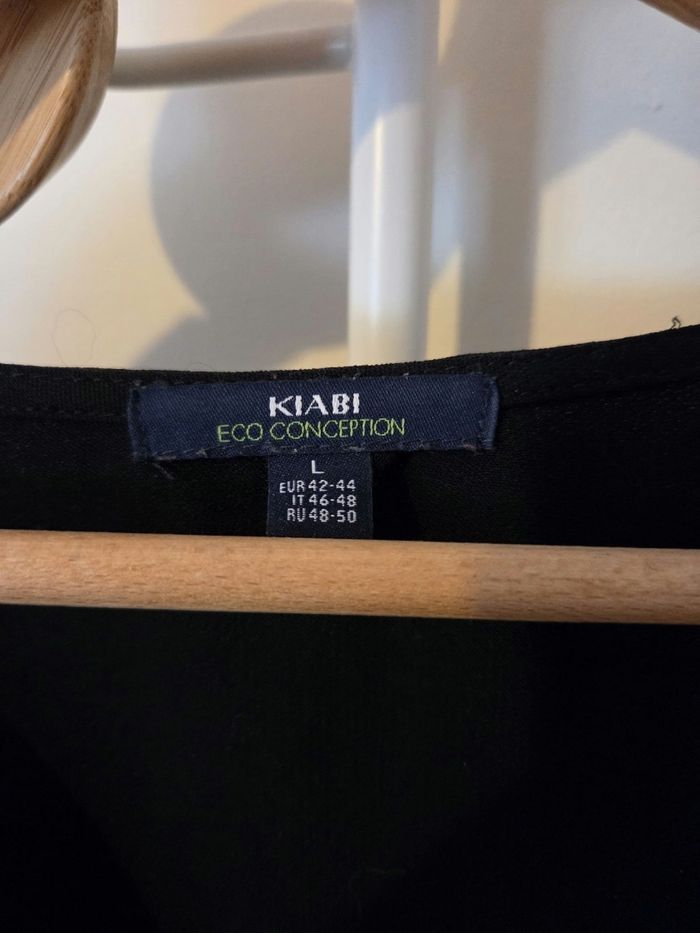 KIABI
ECO CONCEPTION
L
EUR 42-44
IT 46-48
RU 48-50